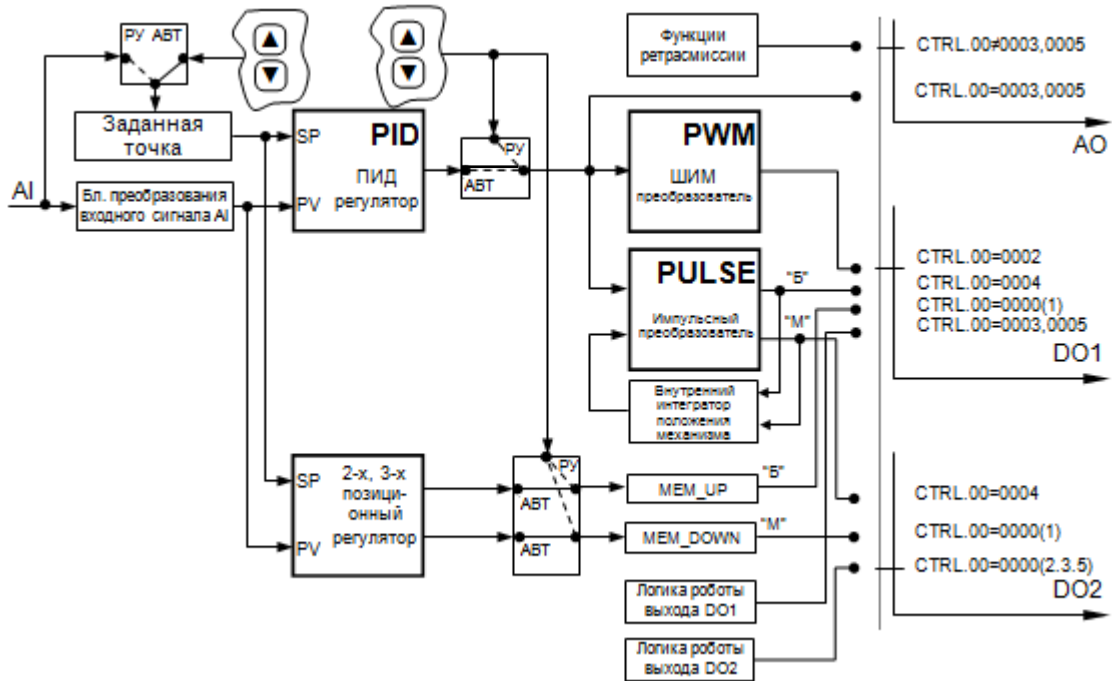 РУ АВТ
Заданная
точка
AI
Бл. преобразования
входного сигнала AI
SP
PID
ПИД
регулятор
PV
РУ
АВТ
Функции
ретрасмиссии
PWM
ШИМ
преобразователь
PULSE
Импульсный
преобразователь
"Б"
"М"
Внутренний
интегратор
положения
механизма
SP
2-х, 3-х
позици-
онный
регулятор
PV
РУ
АВТ
АВТ
MEM_UP
"Б"
MEM_DOWN
"М"
Логика роботы
выхода DO1
Логика роботы
выхода DO2
CTRL.00≠0003,0005
CTRL.00=0003,0005
AO
CTRL.00=0002
CTRL.00=0004
CTRL.00=0000(1)
CTRL.00=0003,0005
DO1
CTRL.00=0004
CTRL.00=0000(1)
CTRL.00=0000(2.3.5)
DO2